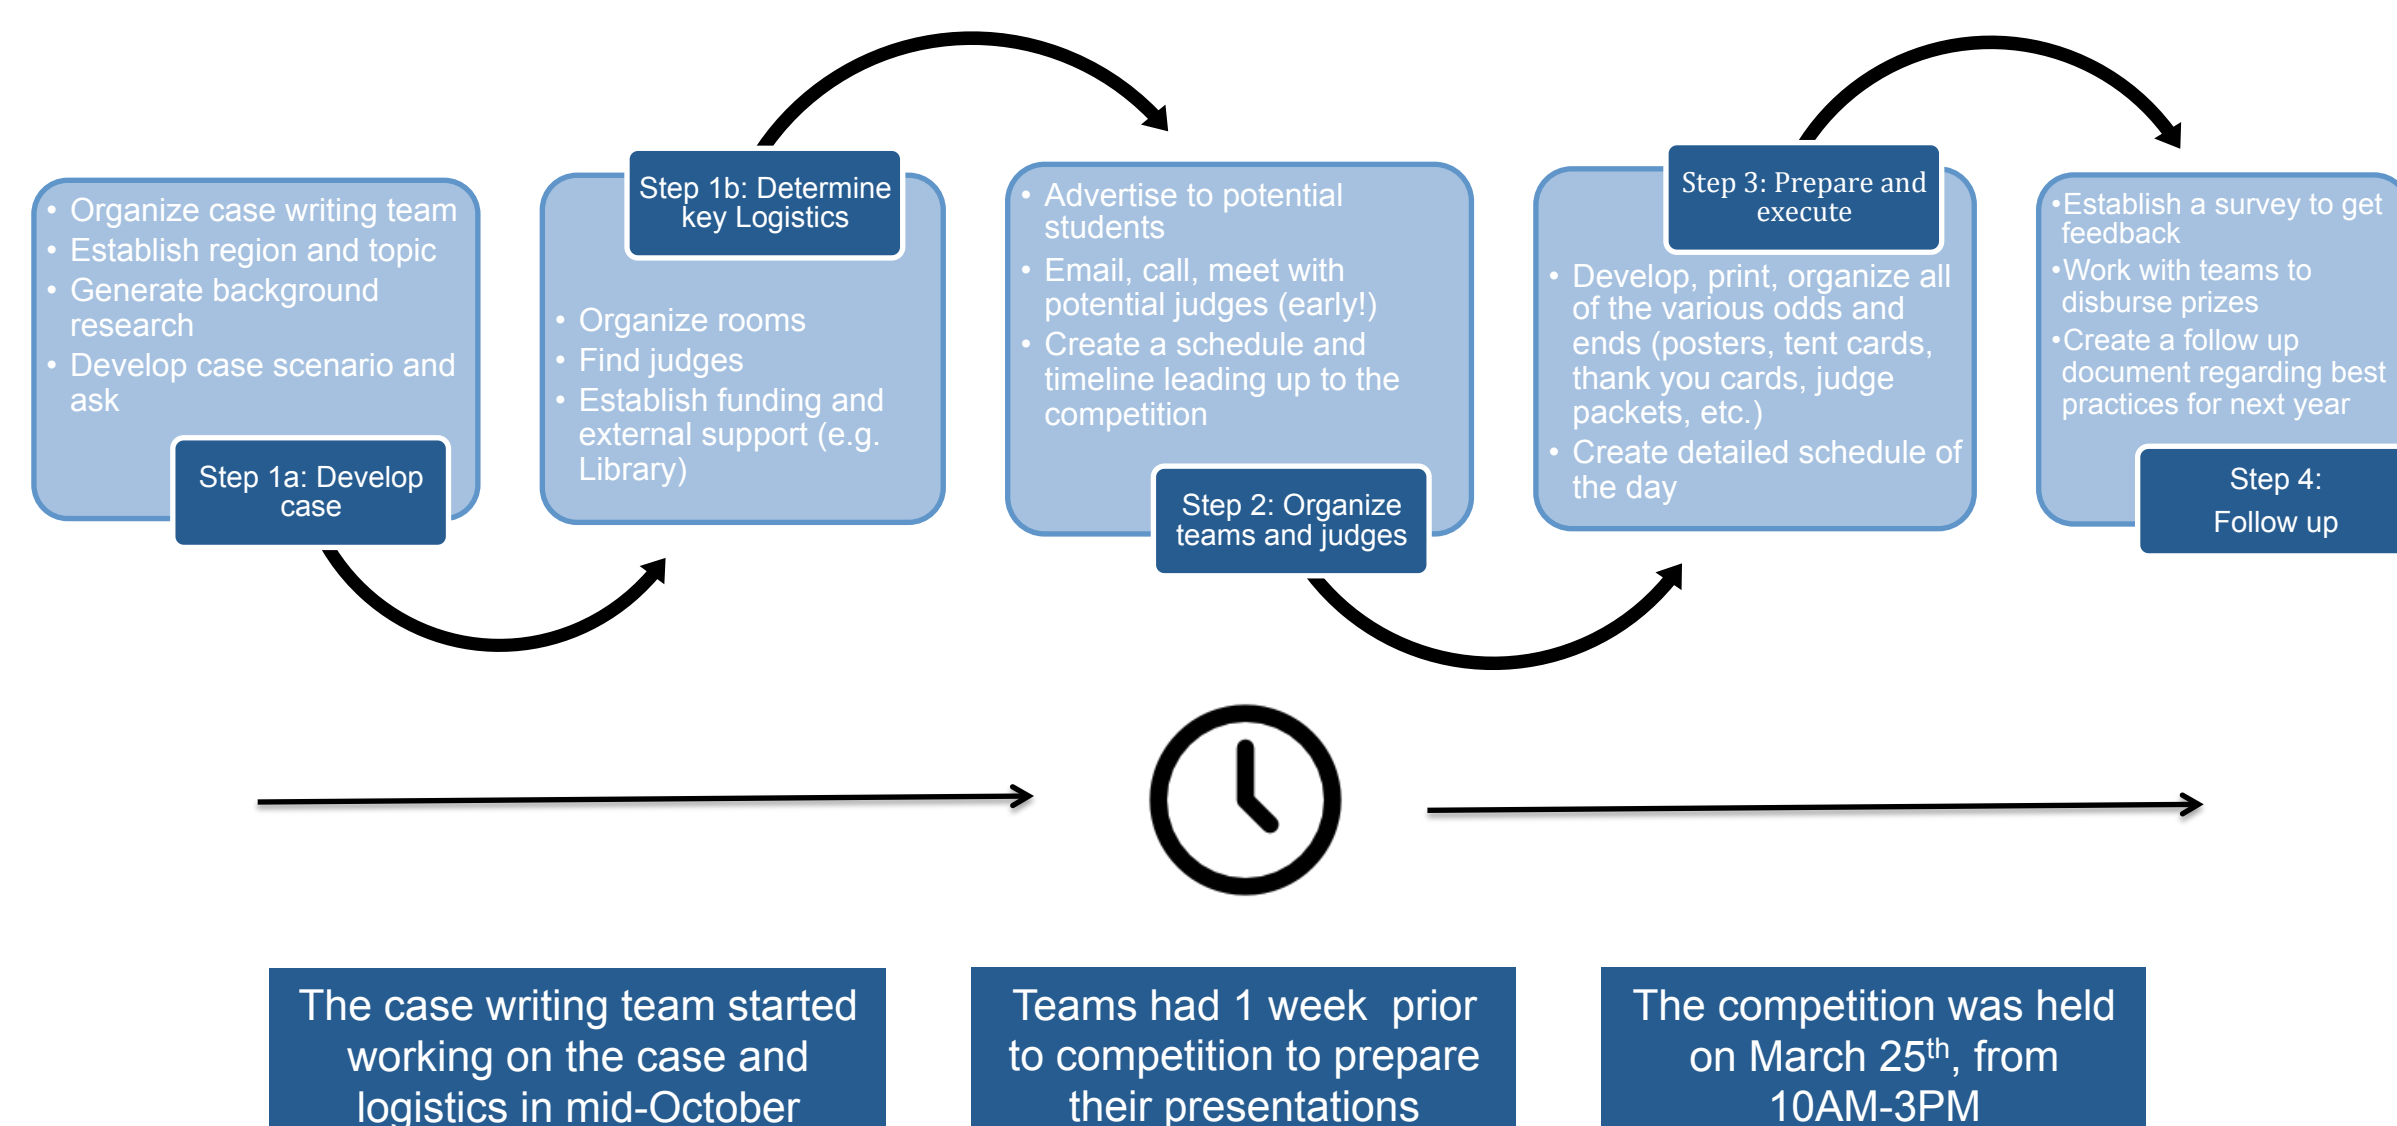 • Organize case writing team
• Establish region and topic
• Generate background
research
• Develop case scenario and
ask
Step 1a: Develop
case
Step 1b: Determine
key Logistics
• Organize rooms
• Find judges
• Establish funding and
external support (e.g.
Library)
• Advertise to potential
students
• Email, call, meet with
potential judges (early!)
• Create a schedule and
timeline leading up to the
competition
Step 2: Organize
teams and judges
Step 3: Prepare and
execute
• Develop, print, organize all
of the various odds and
ends (posters, tent cards,
thank you cards, judge
packets, etc.)
• Create detailed schedule of
the day
•Establish a survey to get
feedback
•Work with teams to
disburse prizes
•Create a follow up
document regarding best
practices for next year
Step 4:
Follow up
The case writing team started
working on the case and
logistics in mid-October
Teams had 1 week  prior
to competition to prepare
their presentations
The competition was held
on March 25th, from
10AM-3PM